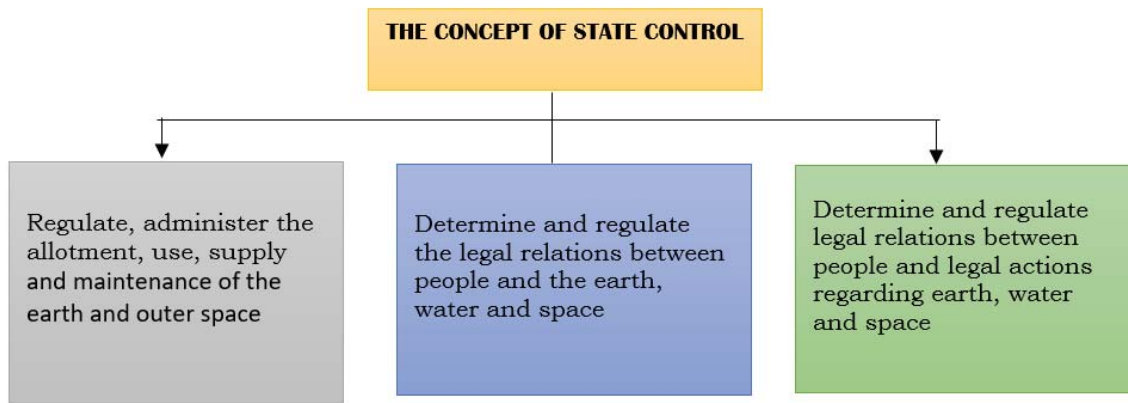 THE CONCEPT OF STATE CONTROL
Regulate, administer the
allotment, use, supply
and maintenance of the
earth and outer space
Determine and regulate
the legal relations between
people and the earth,
water and space
Determine and regulate
legal relations between
people and legal actions
regarding earth, water
and space